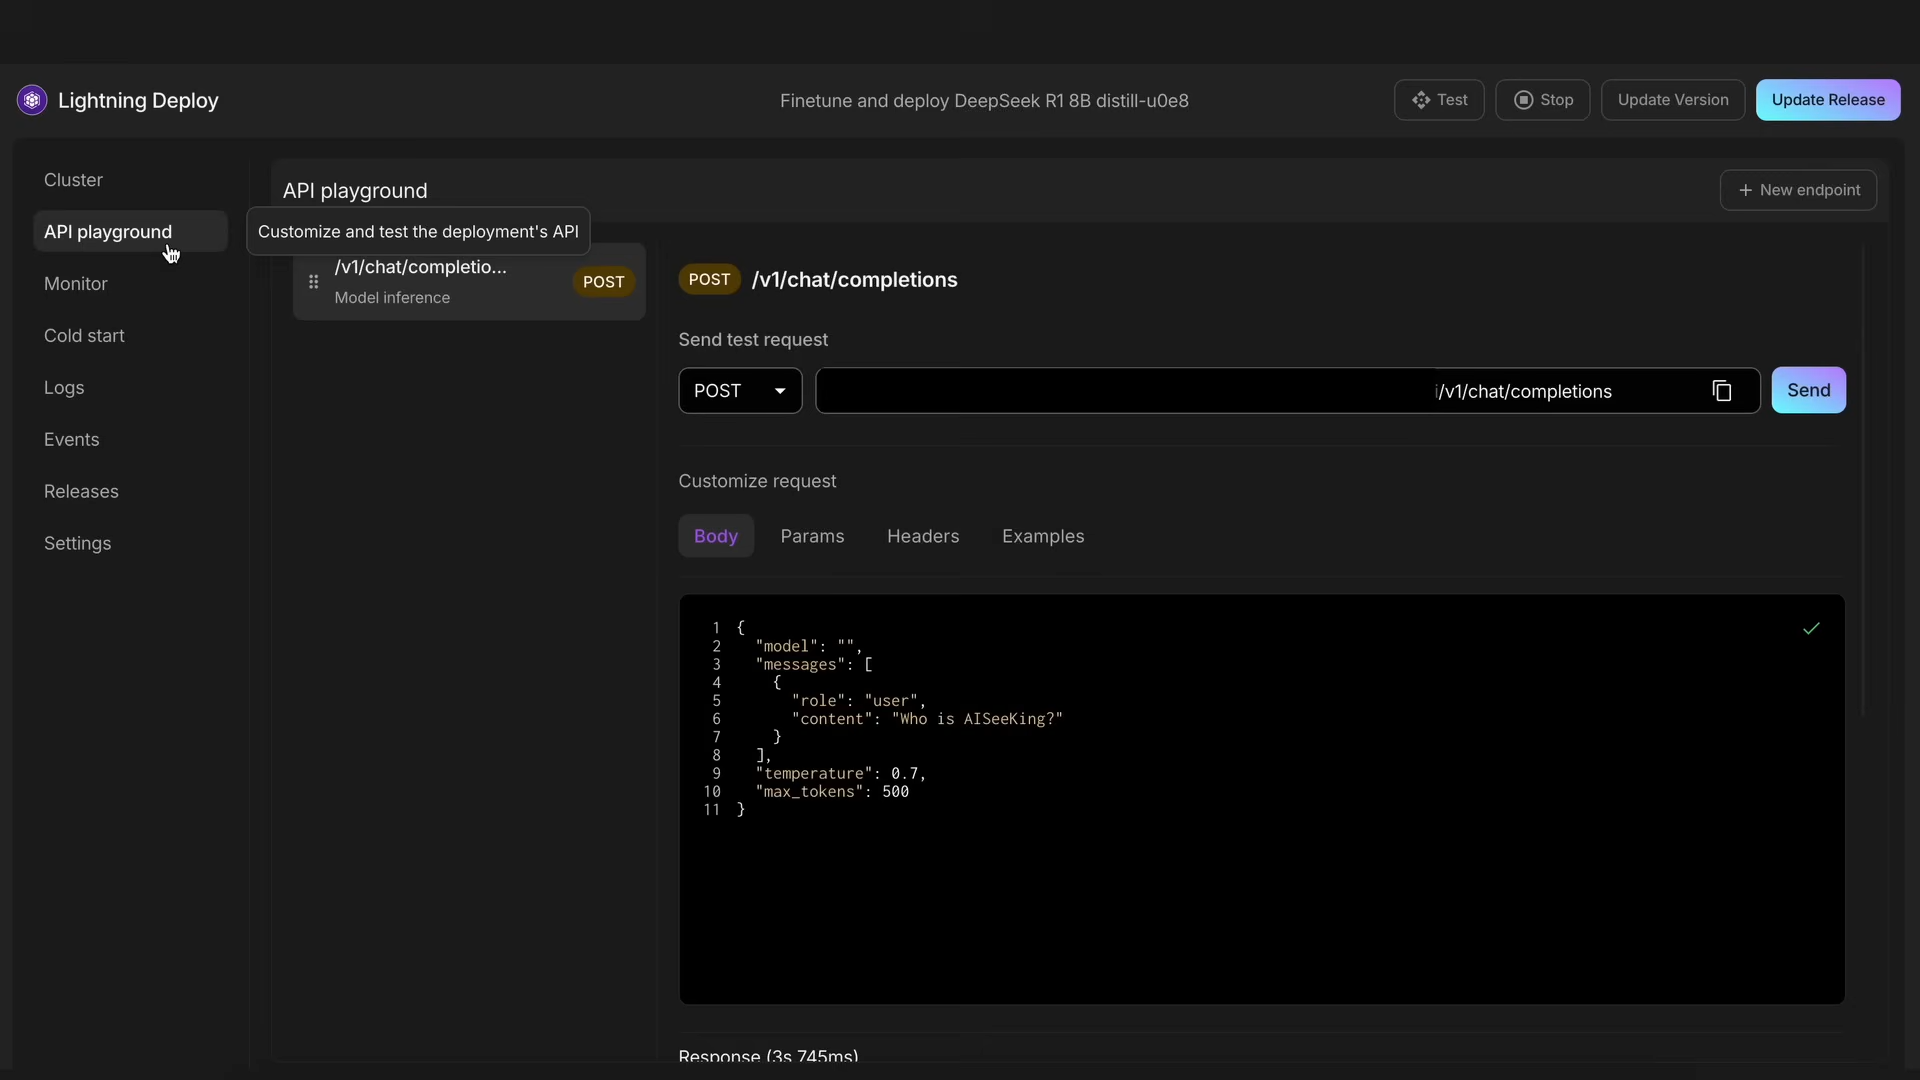 Lightning Deploy
Finetune and deploy DeepSeek R1 8B distill-u0e8
Test
Stop
Update Version
Update Release
Cluster
API playground
Monitor
Cold start
Logs
Events
Releases
Settings
API playground
+ New endpoint
Customize and test the deployment's API
/v1/chat/completio...
Model inference
POST
POST /v1/chat/completions
Send test request
POST
/v1/chat/completions
Send
Customize request
Body
Params
Headers
Examples
1 {
2 "model": "",
3 "messages": [
4 {
5 "role": "user",
6 "content": "Who is AISeeKing?"
7 }
8 ],
9 "temperature": 0.7,
10 "max_tokens": 500
11 }
Response (3s 745ms)